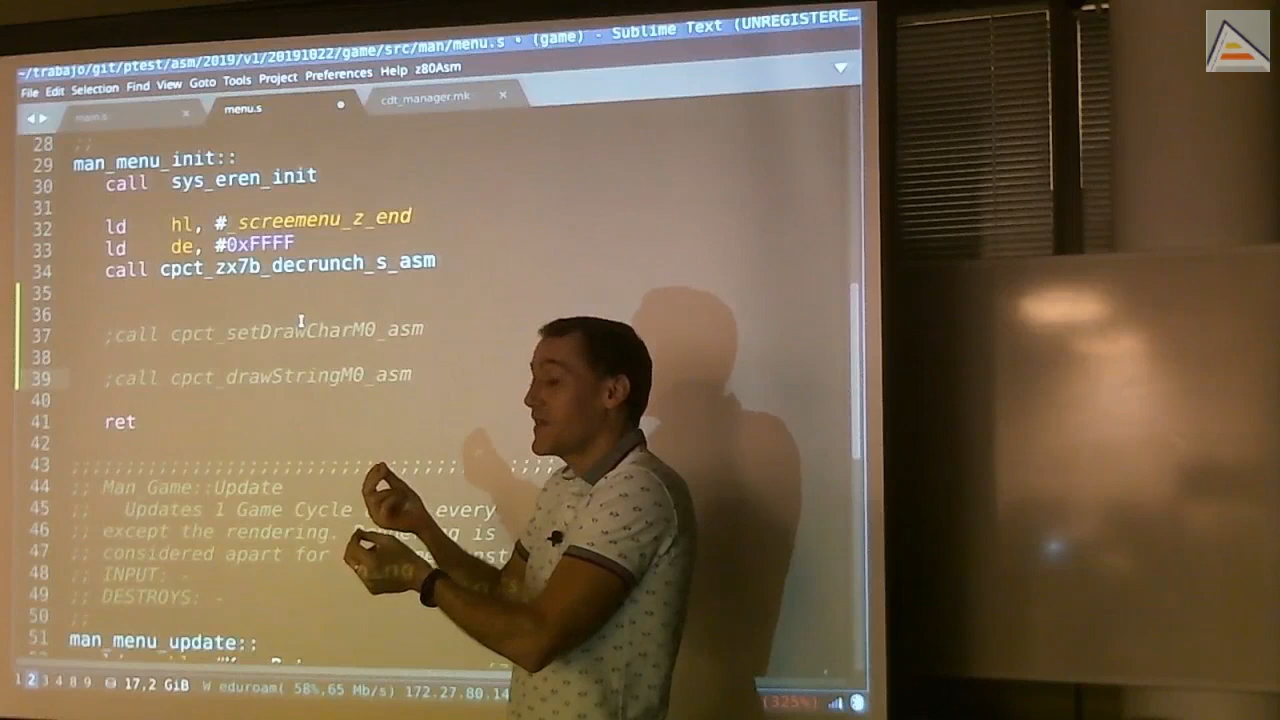 ~/trabajo/git/ptest/asm/2019/v1/20191022/game/src/man/menu.s • (game) - Sublime Text (UNREGISTERE…
File Edit Selection Find View Goto Tools Project Preferences Help z80Asm
main.s × menu.s ● cdt_manager.mk ×
28 ;;
29 man_menu_init::
30 call sys_eren_init
31
32 ld hl, #_screemenu_z_end
33 ld de, #0xFFFF
34 call cpct_zx7b_decrunch_s_asm
35
36
37 ;call cpct_setDrawCharM0_asm
38
39 ;call cpct_drawStringM0_asm
40
41 ret
42
43 ;;;;;;;;;;;;;;;;;;;;;;;;;;;;;;;;;;;;
44 ;; Man Game::Update
45 ;; Updates 1 Game Cycle every
46 ;; except the rendering. is
47 ;; considered apart for
48 ;; INPUT: -
49 ;; DESTROYS: -
50 ;;
51 man_menu_update::
1 2 3 4 8 9 17,2 GiB W eduroam( 58%,65 Mb/s) 172.27.80.14 (325%)